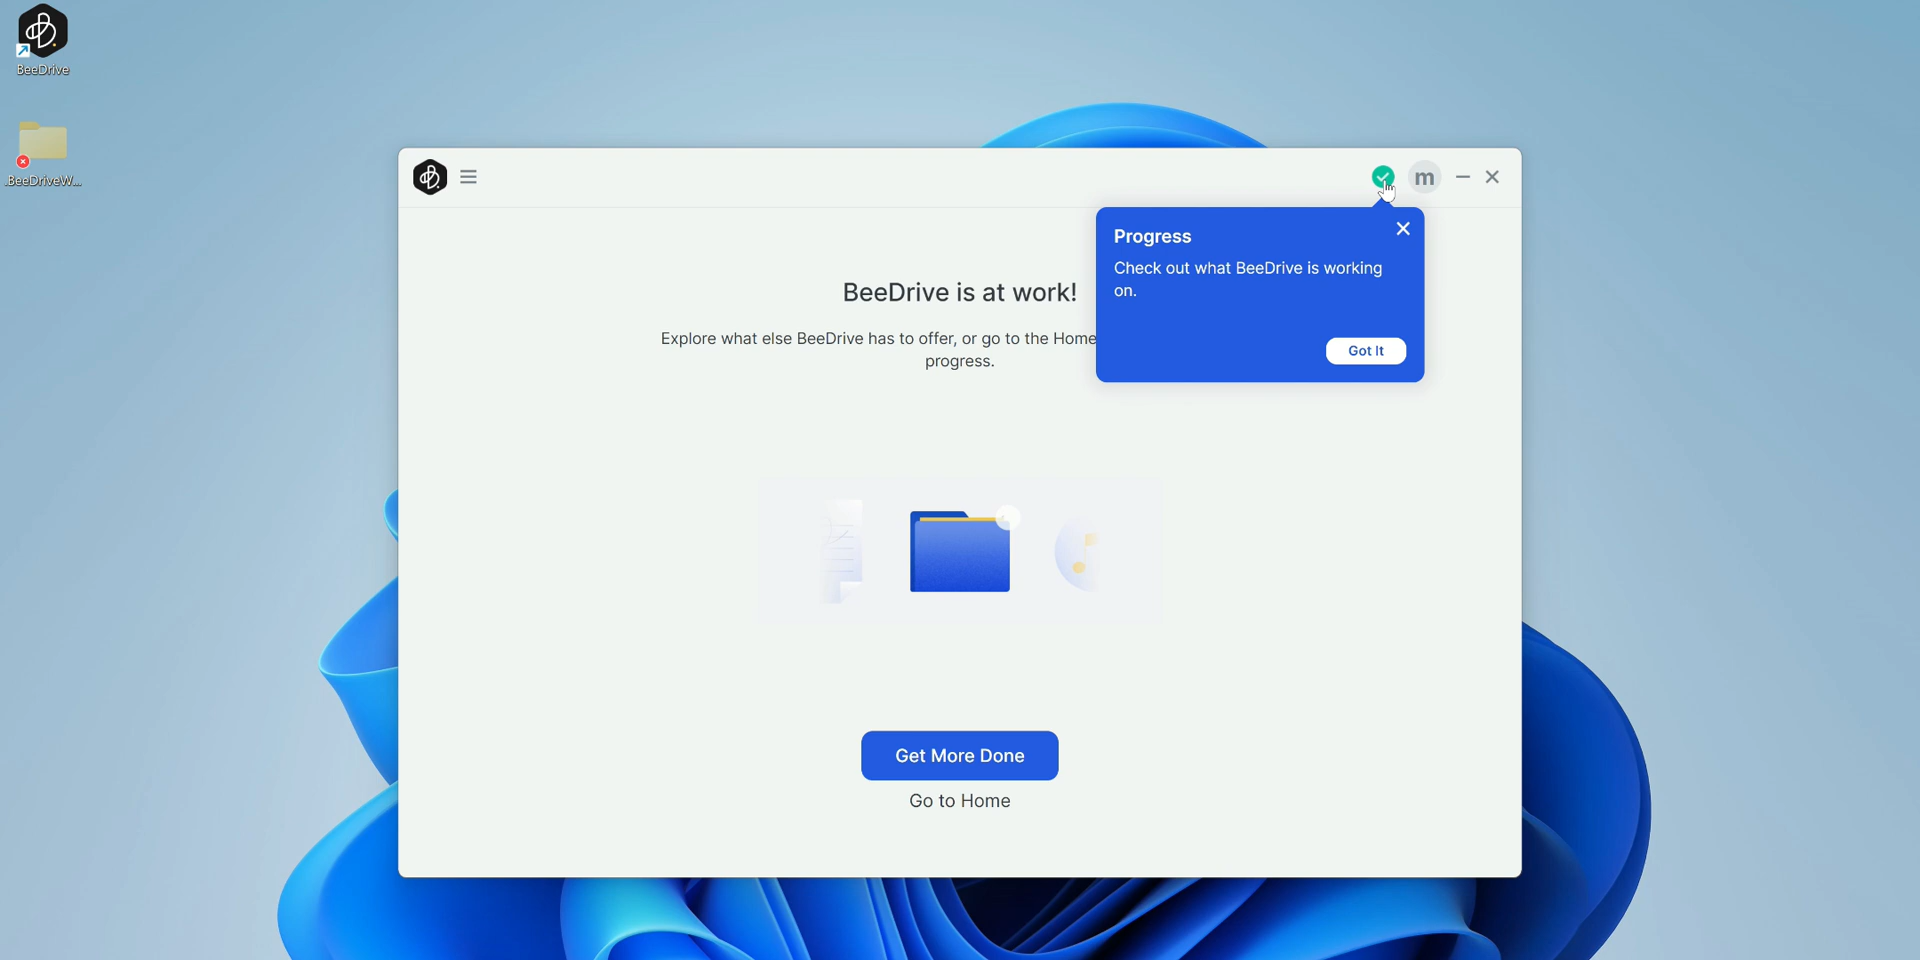 BeeDrive
.BeeDriveW...
m
Progress
Check out what BeeDrive is working
on.
Got It
BeeDrive is at work!
Explore what else BeeDrive has to offer, or go to the Home
progress.
Get More Done
Go to Home